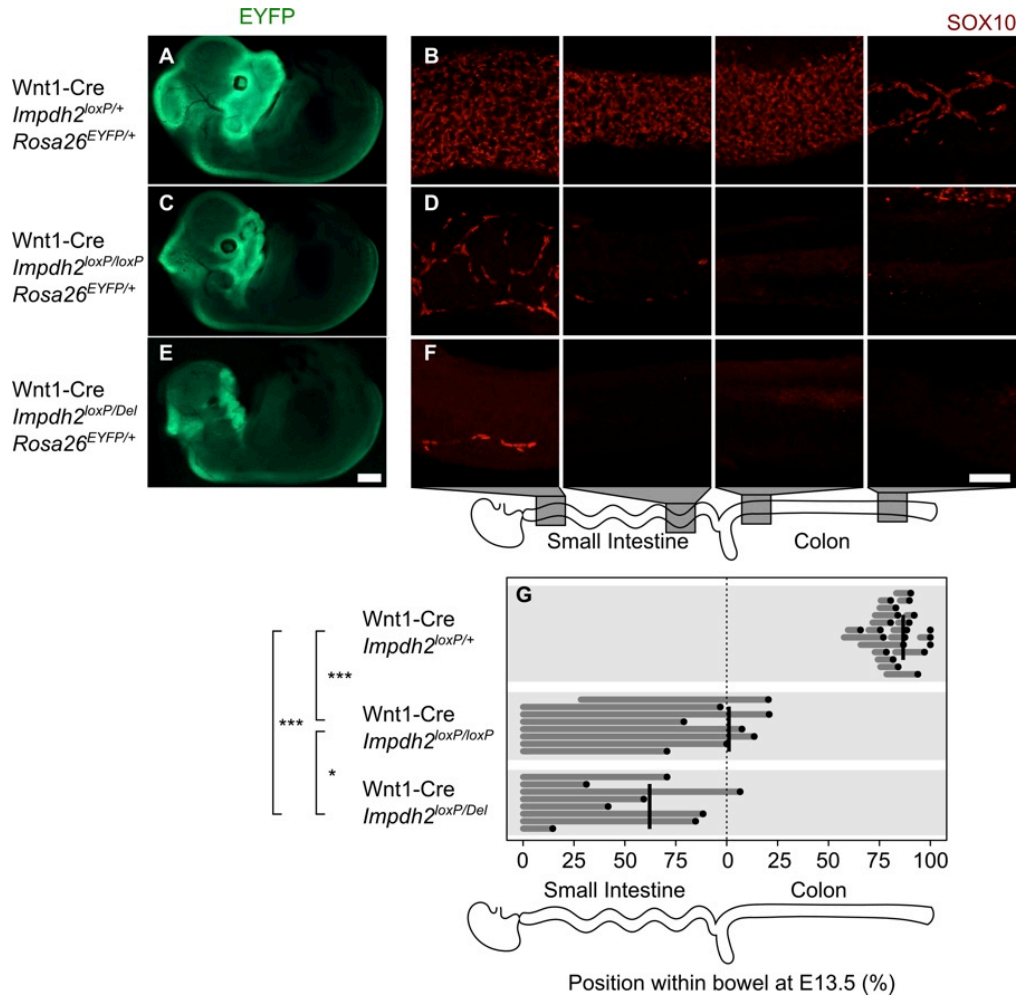 EYFP
SOX10
Wnt1-Cre
Impdh2loxP/+
Rosa26EYFP/+
A
B
Wnt1-Cre
Impdh2loxP/loxP
Rosa26EYFP/+
C
D
Wnt1-Cre
Impdh2loxP/Del
Rosa26EYFP/+
E
F
Small Intestine
Colon
G
Wnt1-Cre
Impdh2loxP/+
***
Wnt1-Cre
Impdh2loxP/loxP
***
*
Wnt1-Cre
Impdh2loxP/Del
0 25 50 75 0 25 50 75 100
Small Intestine
Colon
Position within bowel at E13.5 (%)